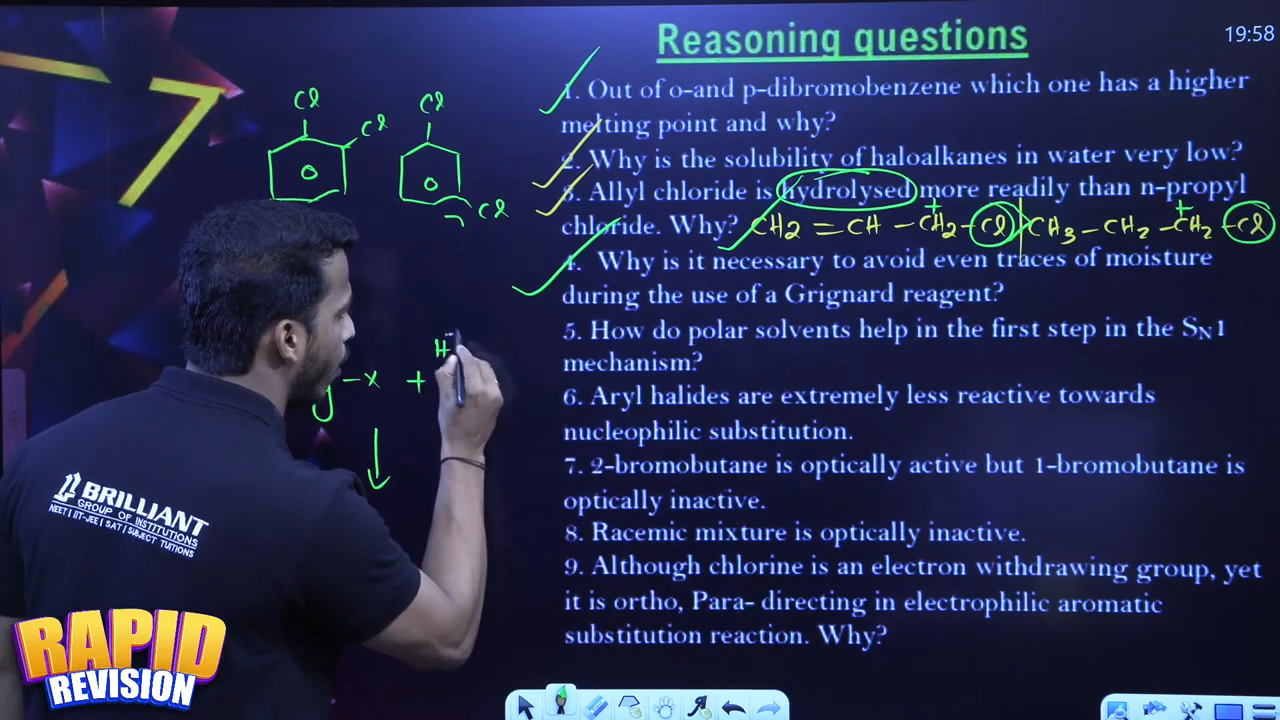 Reasoning questions
19:58
1. Out of o-and p-dibromobenzene which one has a higher
melting point and why?
2. Why is the solubility of haloalkanes in water very low?
3. Allyl chloride is hydrolysed more readily than n-propyl
chloride. Why? CH2 = CH - CH2 - Cl CH3 - CH2 - CH2 - Cl
+ +
4. Why is it necessary to avoid even traces of moisture
during the use of a Grignard reagent?
5. How do polar solvents help in the first step in the SN1
mechanism?
6. Aryl halides are extremely less reactive towards
nucleophilic substitution.
7. 2-bromobutane is optically active but 1-bromobutane is
optically inactive.
8. Racemic mixture is optically inactive.
9. Although chlorine is an electron withdrawing group, yet
it is ortho, Para- directing in electrophilic aromatic
substitution reaction. Why?
Cl Cl
Cl
Cl
g - x + H
BRILLIANT
GROUP OF INSTITUTIONS
NEET | IIT-JEE | SAT | SUBJECT TUITIONS
RAPID
REVISION